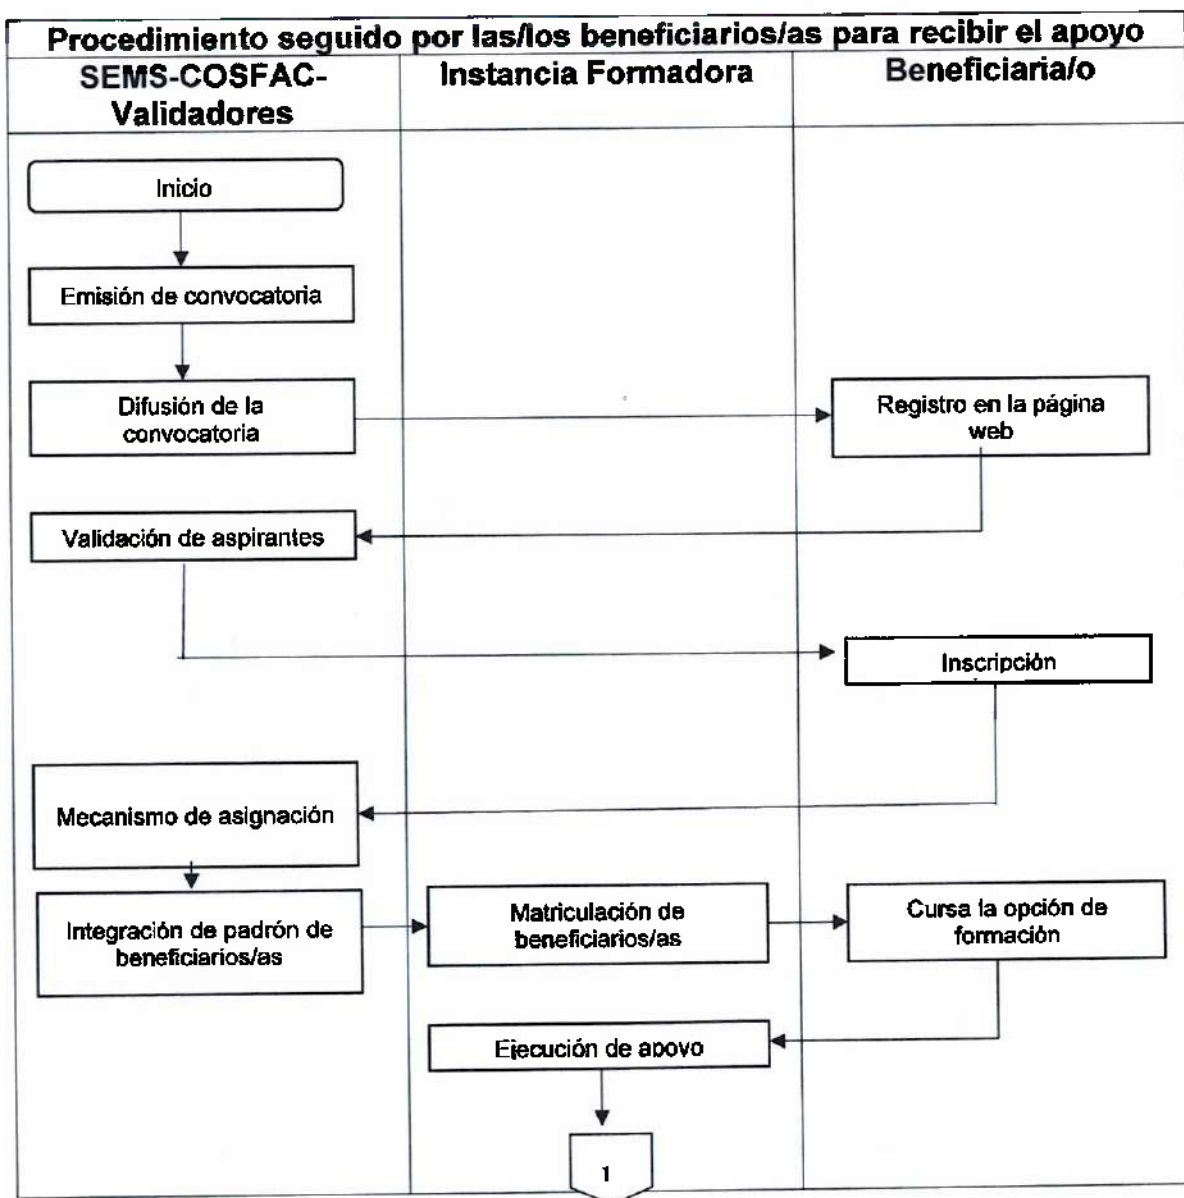 Procedimiento seguido por las/los beneficiarios/as para recibir el apoyo
SEMS-COSFAC-
Validadores
Instancia Formadora
Beneficiaria/o
Inicio
Emisión de convocatoria
Difusión de la
convocatoria
Registro en la página
web
Validación de aspirantes
Inscripción
Mecanismo de asignación
Integración de padrón de
beneficiarios/as
Matriculación de
beneficiarios/as
Cursa la opción de
formación
Ejecución de apoyo
1